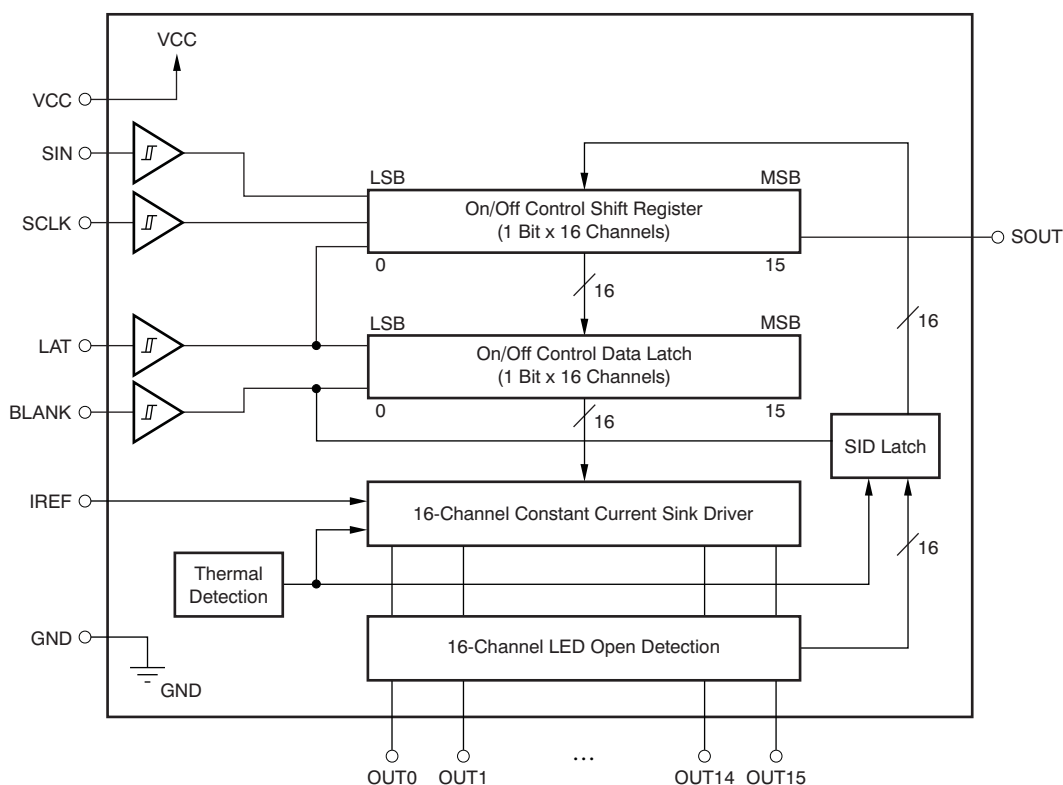 VCC
VCC
SIN
LSB
MSB
SCLK
On/Off Control Shift Register
(1 Bit x 16 Channels)
SOUT
0
15
16
16
LSB
MSB
LAT
On/Off Control Data Latch
(1 Bit x 16 Channels)
BLANK
0
15
16
SID Latch
IREF
16-Channel Constant Current Sink Driver
16
Thermal
Detection
GND
16-Channel LED Open Detection
GND
...
OUT0
OUT1
OUT14
OUT15